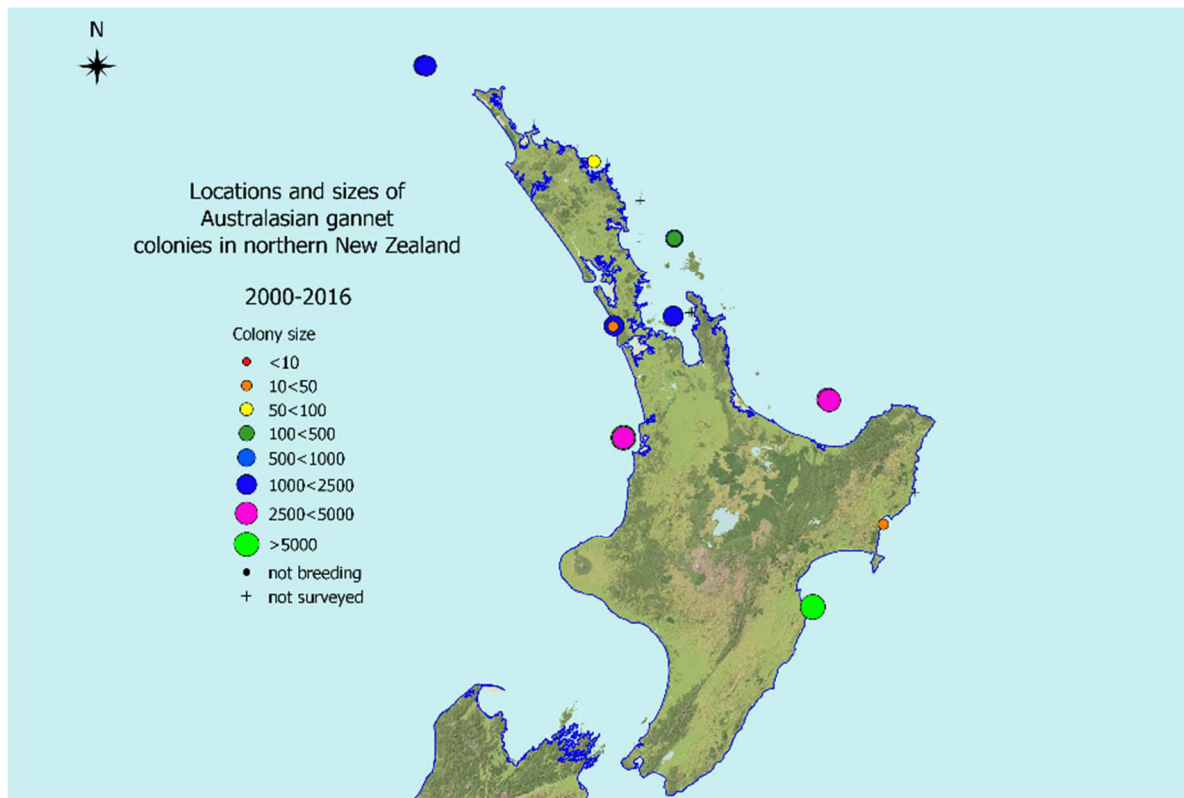 N
Locations and sizes of
Australasian gannet
colonies in northern New Zealand
2000-2016
Colony size
<10
10<50
50<100
100<500
500<1000
1000<2500
2500<5000
>5000
not breeding
not surveyed